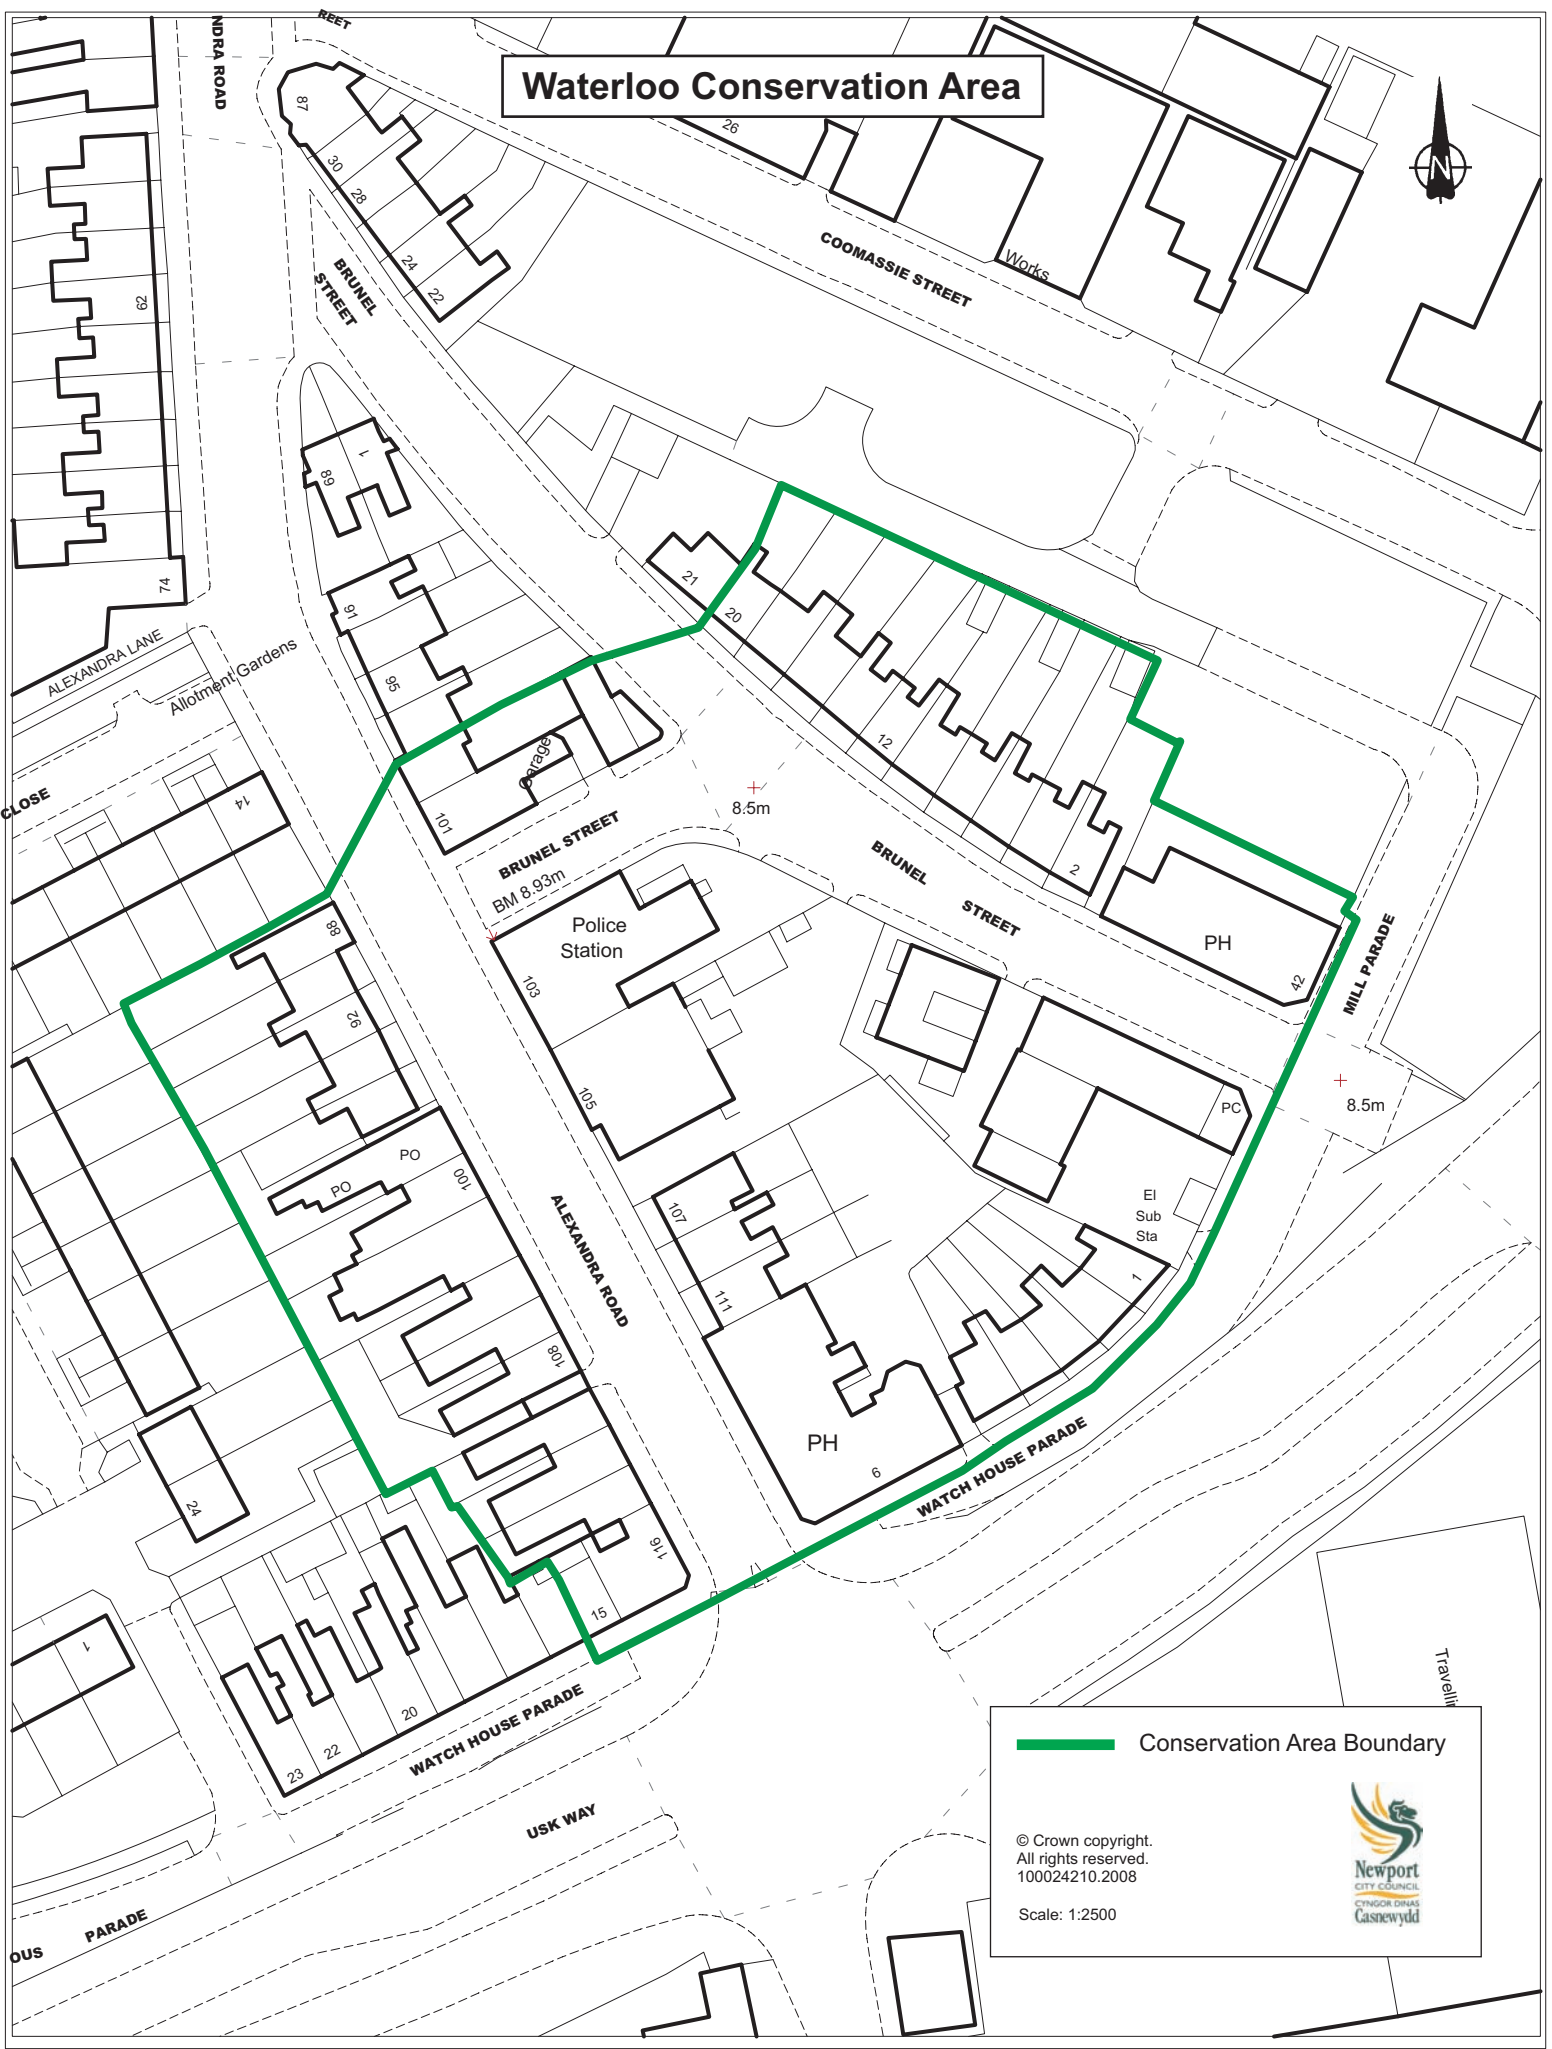 Waterloo Conservation Area
NDRA ROAD
REET
87
30
28
24
22
26
BRUNEL
STREET
COOMASSIE STREET
Works
N
62
74
1
89
91
95
ALEXANDRA LANE
Allotment Gardens
CLOSE
14
21
20
12
2
Garage
101
8.5m
BRUNEL STREET
BM 8.93m
BRUNEL
STREET
Police
Station
103
105
PH
42
MILL PARADE
8.5m
PC
88
92
PO
PO
100
ALEXANDRA ROAD
107
111
El
Sub
Sta
1
108
PH
6
WATCH HOUSE PARADE
24
116
15
1
20
22
23
WATCH HOUSE PARADE
USK WAY
OUS PARADE
Travellin
Conservation Area Boundary
© Crown copyright.
All rights reserved.
100024210.2008
Scale: 1:2500
Newport
CITY COUNCIL
CYNGOR DINAS
Casnewydd